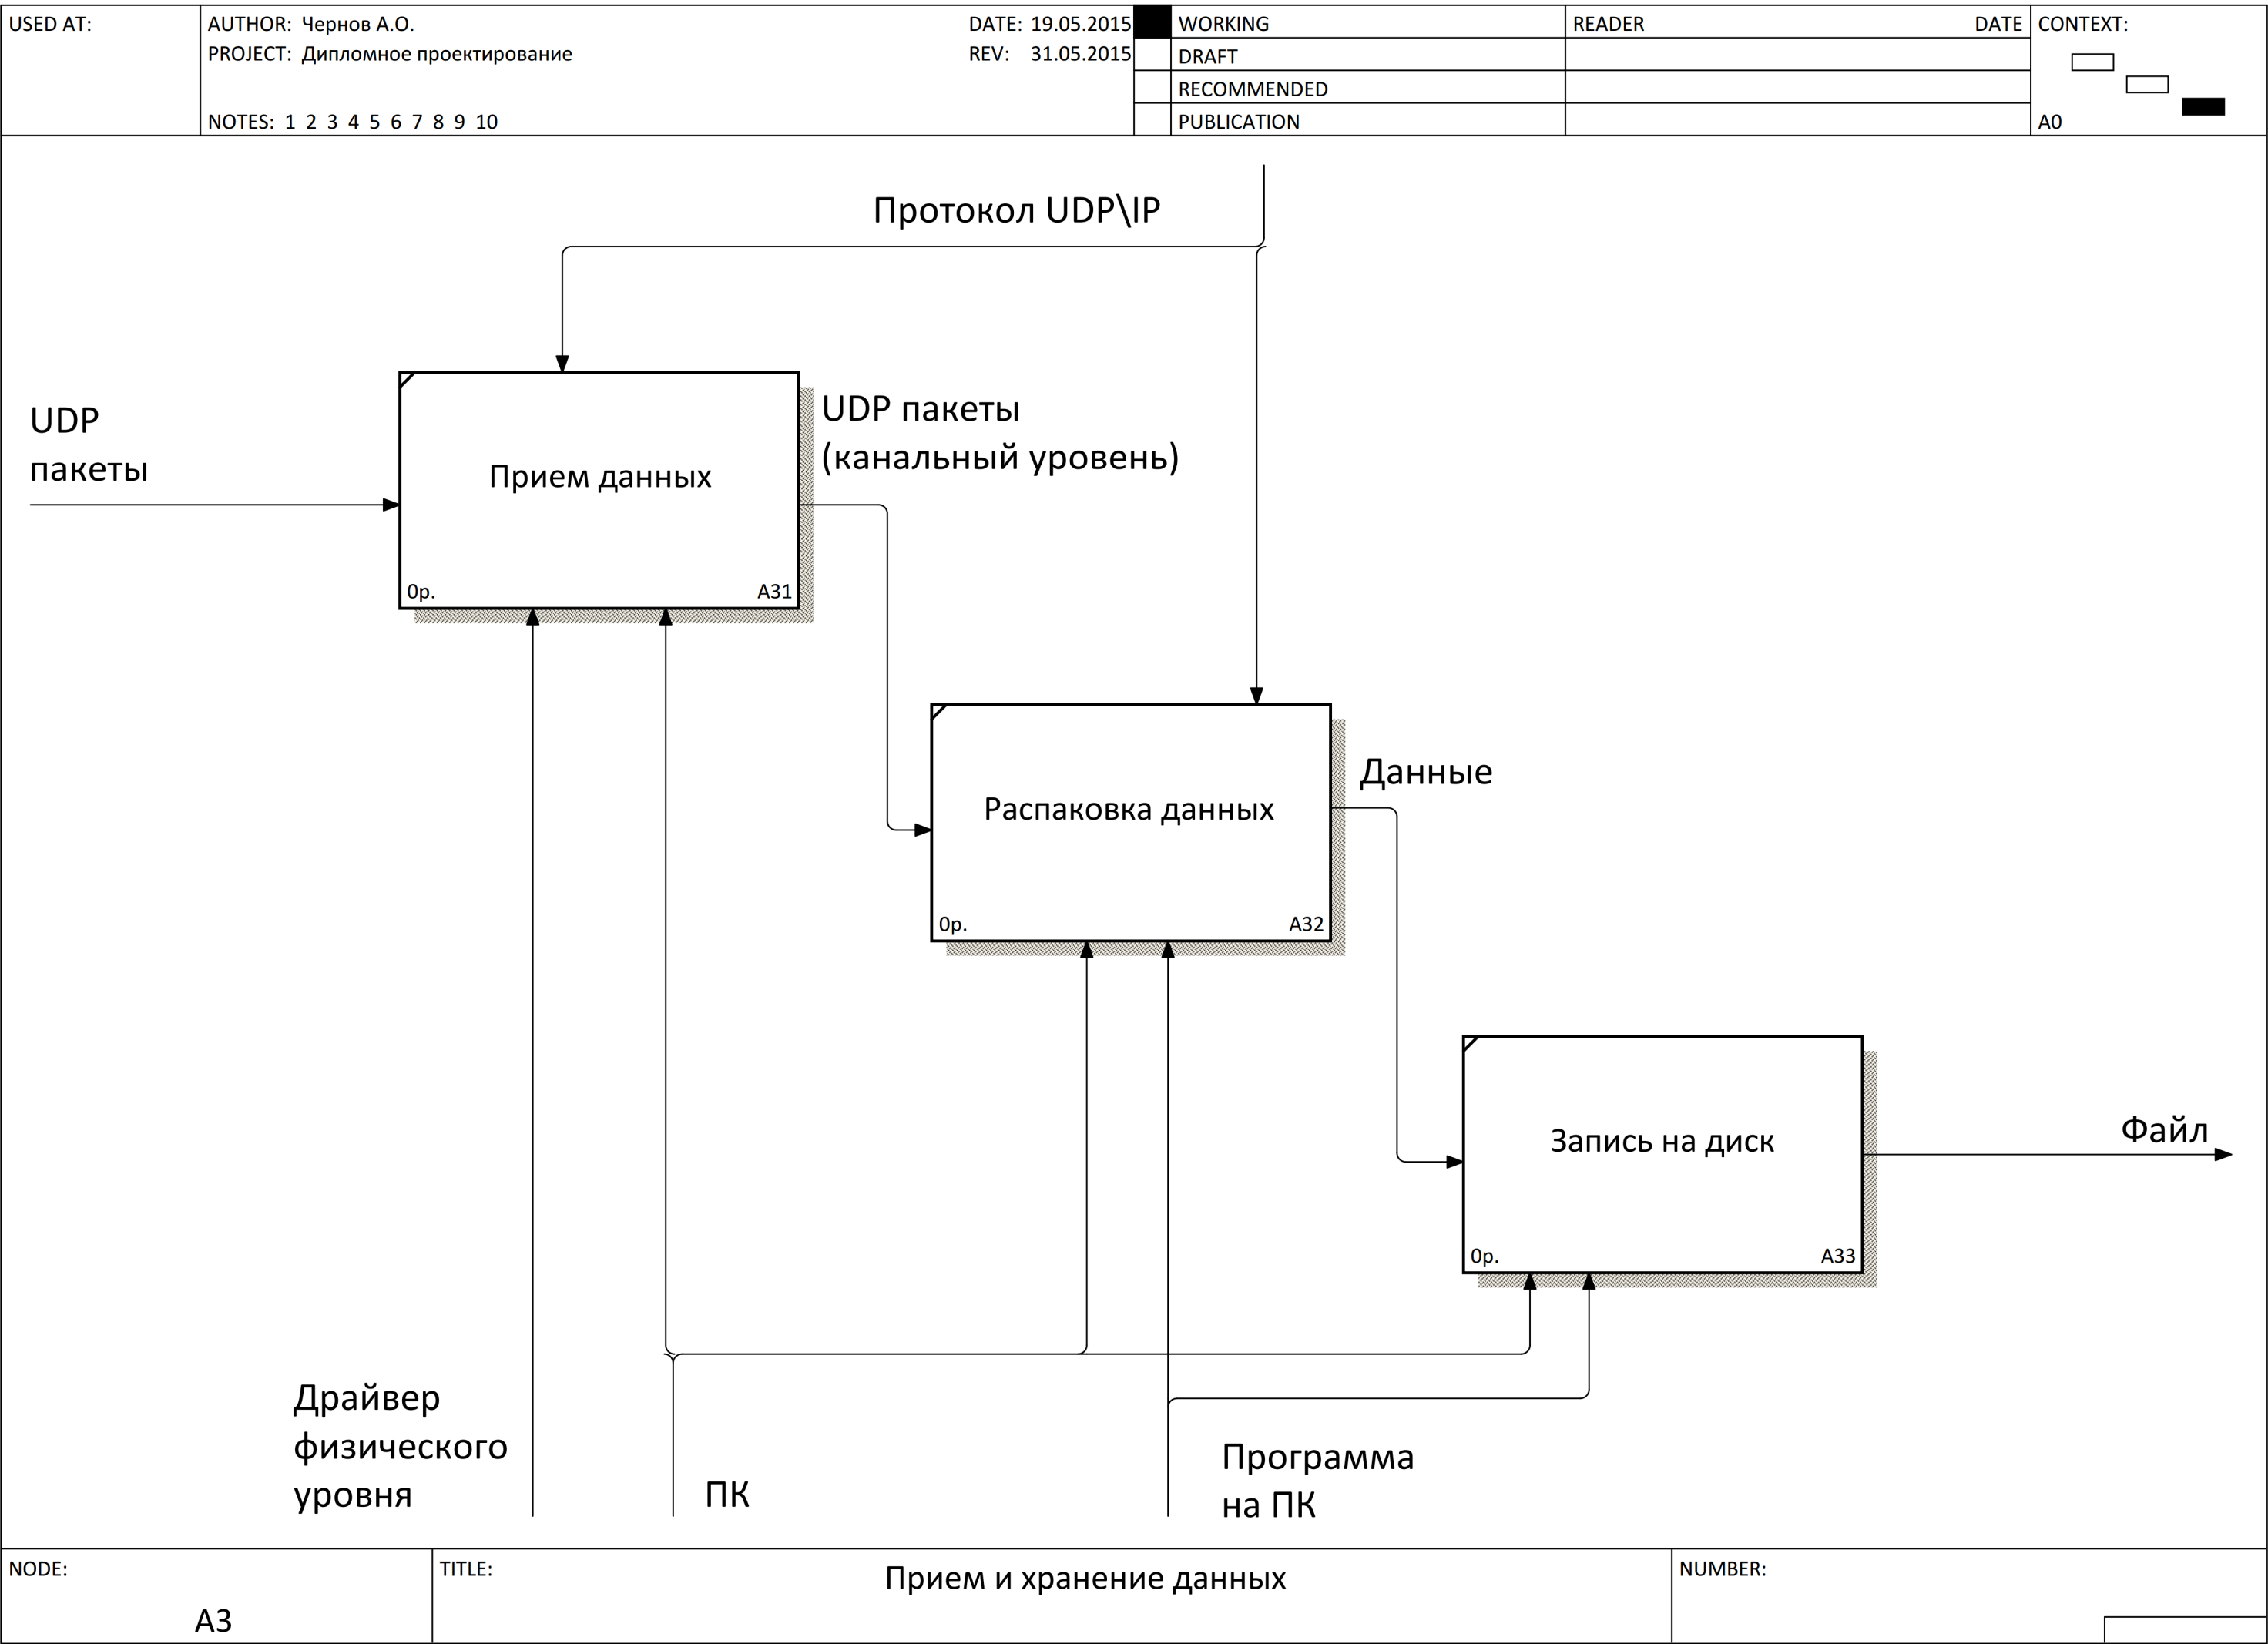 USED AT:
AUTHOR: Чернов А.О.
DATE: 19.05.2015
PROJECT: Дипломное проектирование
REV: 31.05.2015
NOTES: 1 2 3 4 5 6 7 8 9 10
WORKING
DRAFT
RECOMMENDED
PUBLICATION
READER DATE
CONTEXT:
A0
Протокол UDP\IP
UDP
пакеты
Прием данных
0р. A31
UDP пакеты
(канальный уровень)
Распаковка данных
0р. A32
Данные
Запись на диск
0р. A33
Файл
Драйвер
физического
уровня
ПК
Программа
на ПК
NODE:
A3
TITLE:
Прием и хранение данных
NUMBER: